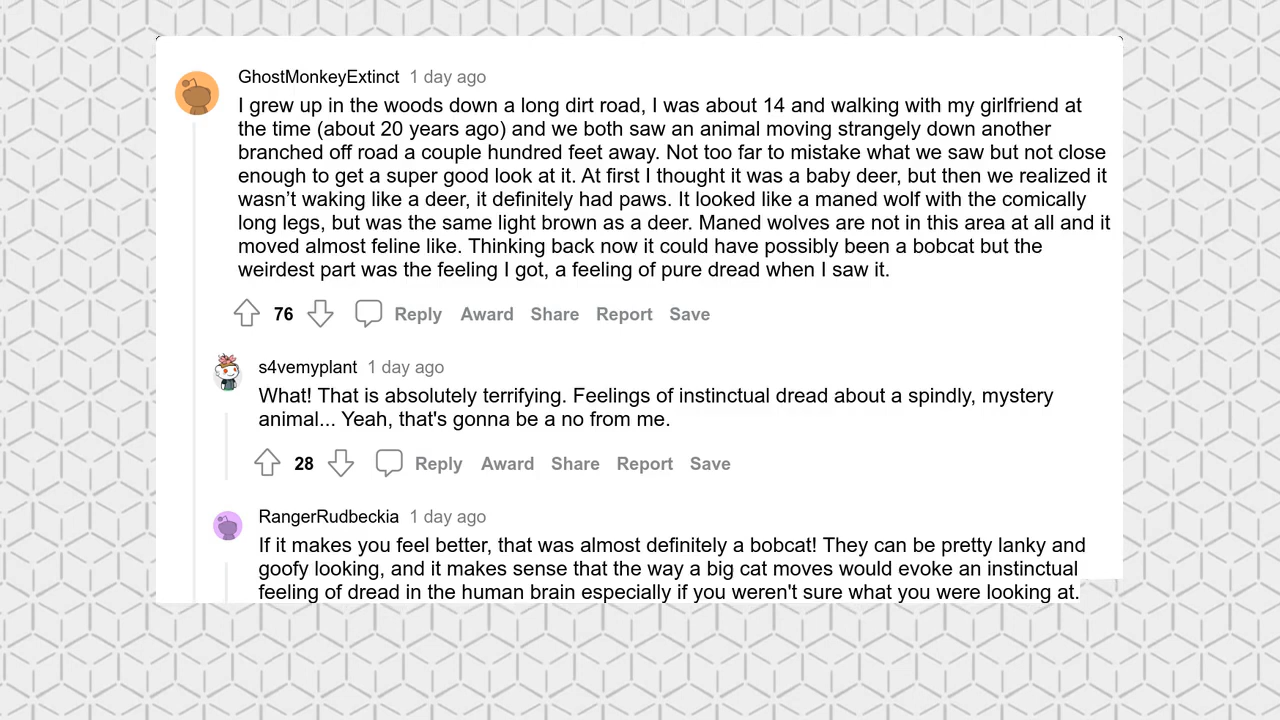 GhostMonkeyExtinct 1 day ago
I grew up in the woods down a long dirt road, I was about 14 and walking with my girlfriend at
the time (about 20 years ago) and we both saw an animal moving strangely down another
branched off road a couple hundred feet away. Not too far to mistake what we saw but not close
enough to get a super good look at it. At first I thought it was a baby deer, but then we realized it
wasn’t waking like a deer, it definitely had paws. It looked like a maned wolf with the comically
long legs, but was the same light brown as a deer. Maned wolves are not in this area at all and it
moved almost feline like. Thinking back now it could have possibly been a bobcat but the
weirdest part was the feeling I got, a feeling of pure dread when I saw it.
76 Reply Award Share Report Save
s4vemyplant 1 day ago
What! That is absolutely terrifying. Feelings of instinctual dread about a spindly, mystery
animal... Yeah, that's gonna be a no from me.
28 Reply Award Share Report Save
RangerRudbeckia 1 day ago
If it makes you feel better, that was almost definitely a bobcat! They can be pretty lanky and
goofy looking, and it makes sense that the way a big cat moves would evoke an instinctual
feeling of dread in the human brain especially if you weren't sure what you were looking at.